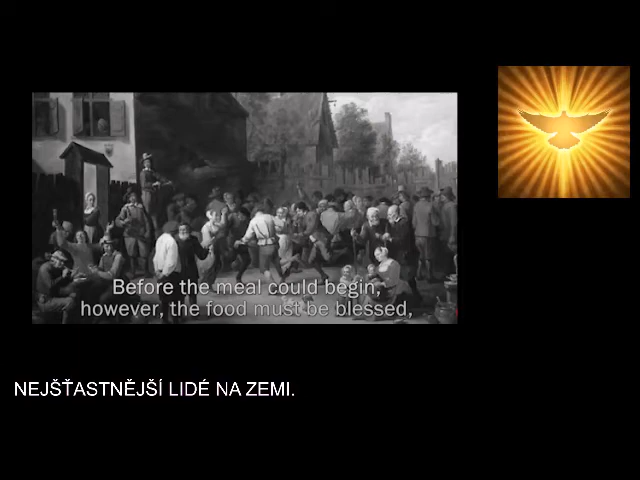 Before the meal could begin,
however, the food must be blessed,
NEJŠŤASTNĚJŠÍ LIDÉ NA ZEMI.